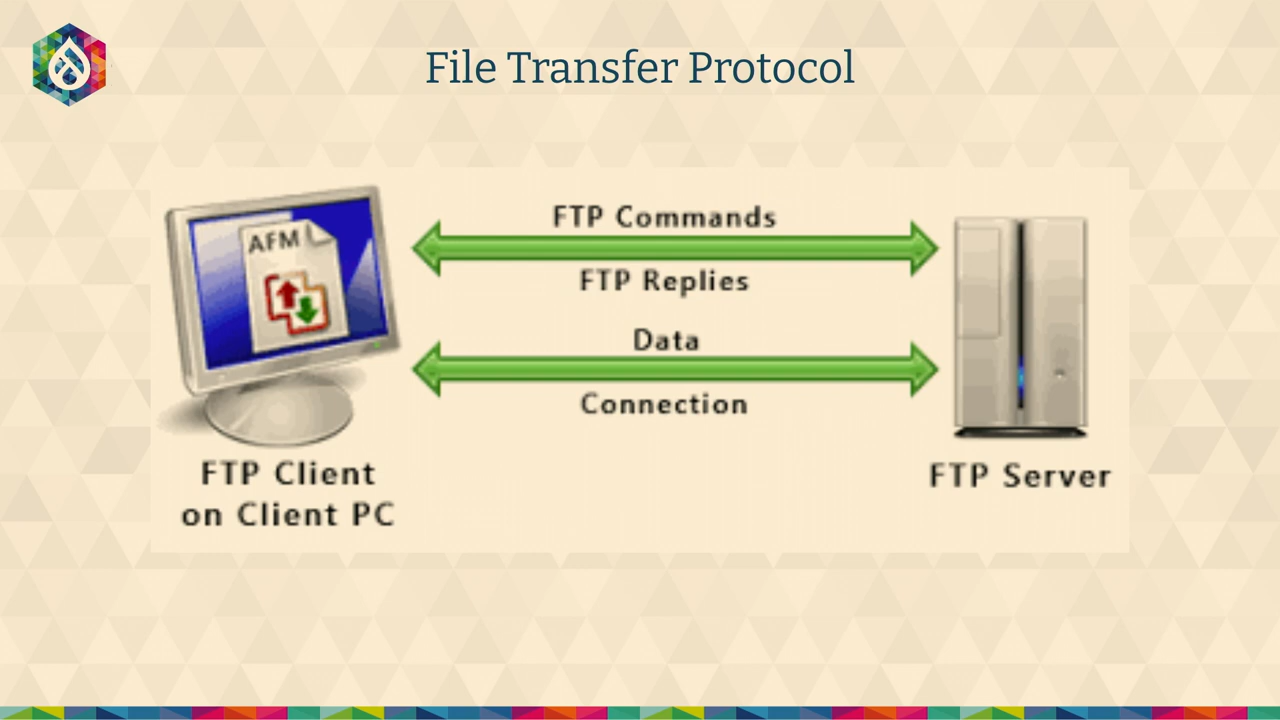 File Transfer Protocol
AFM
FTP Commands
FTP Replies
Data
Connection
FTP Client
on Client PC
FTP Server